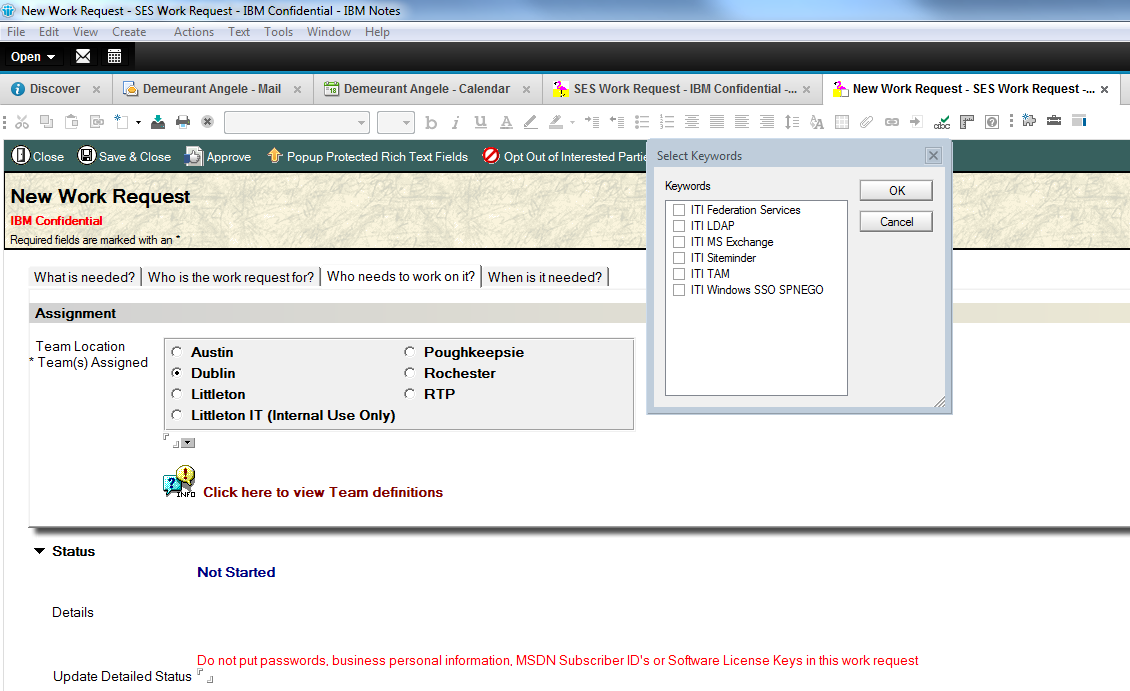 New Work Request - SES Work Request - IBM Confidential - IBM Notes
File Edit View Create Actions Text Tools Window Help
Open
Discover
Demeurant Angele - Mail
18
Demeurant Angele - Calendar
SES Work Request - IBM Confidential -...
New Work Request - SES Work Request -...
b i u A
abc
Close Save & Close Approve Popup Protected Rich Text Fields Opt Out of Interested Partie
New Work Request
IBM Confidential
Required fields are marked with an *
What is needed? Who is the work request for? Who needs to work on it? When is it needed?
Assignment
Team Location
* Team(s) Assigned
Austin
Dublin
Littleton
Littleton IT (Internal Use Only)
Poughkeepsie
Rochester
RTP
INFO
Click here to view Team definitions
Status
Not Started
Details
Do not put passwords, business personal information, MSDN Subscriber ID's or Software License Keys in this work request
Update Detailed Status
Select Keywords
Keywords
ITI Federation Services
ITI LDAP
ITI MS Exchange
ITI Siteminder
ITI TAM
ITI Windows SSO SPNEGO
OK
Cancel